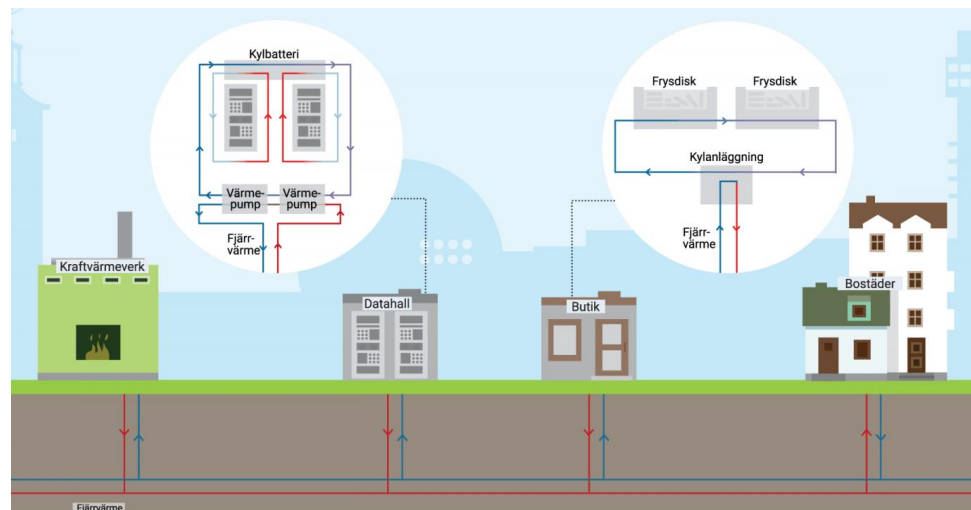 Kylbatteri
Värme-
pump
Värme-
pump
Fjärr-
värme
Frysdisk
Frysdisk
Kylanläggning
Fjärr-
värme
Kraftvärmeverk
Datahall
Butik
Bostäder
Fjärrvärme